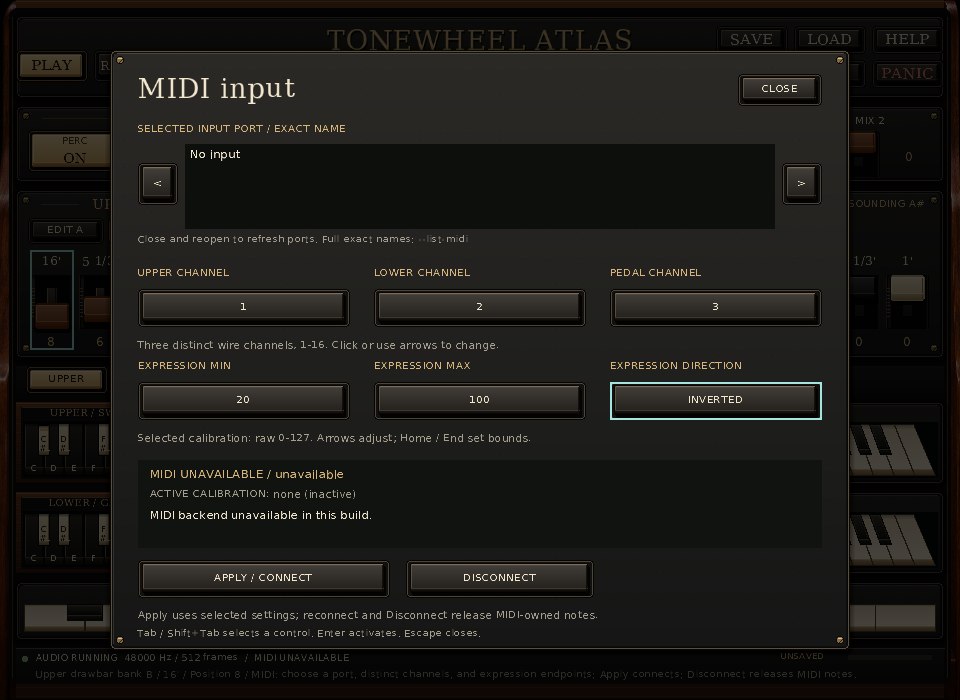 TONEWHEEL ATLAS
SAVE
LOAD
HELP
PLAY
PANIC
MIDI input
CLOSE
SELECTED INPUT PORT / EXACT NAME
No input
<
>
Close and reopen to refresh ports. Full exact names: --list-midi
PERC
ON
MIX 2
0
EDIT A
SOUNDING A#
16'
5 1/3'
1/3'
1'
8
6
0
0
UPPER CHANNEL
LOWER CHANNEL
PEDAL CHANNEL
1
2
3
Three distinct wire channels, 1-16. Click or use arrows to change.
EXPRESSION MIN
EXPRESSION MAX
EXPRESSION DIRECTION
20
100
INVERTED
Selected calibration: raw 0-127. Arrows adjust; Home / End set bounds.
UPPER
UPPER / SW
C# D# F#
C D E F
LOWER / G
C# D# F#
C D E F
MIDI UNAVAILABLE / unavailable
ACTIVE CALIBRATION: none (inactive)
MIDI backend unavailable in this build.
APPLY / CONNECT
DISCONNECT
Apply uses selected settings; reconnect and Disconnect release MIDI-owned notes.
Tab / Shift+Tab selects a control. Enter activates. Escape closes.
AUDIO RUNNING 48000 Hz / 512 frames / MIDI UNAVAILABLE
UNSAVED
Upper drawbar bank 8 / 16' / Position 8 / MIDI: choose a port, distinct channels, and expression endpoints; Apply connects; Disconnect releases MIDI notes.